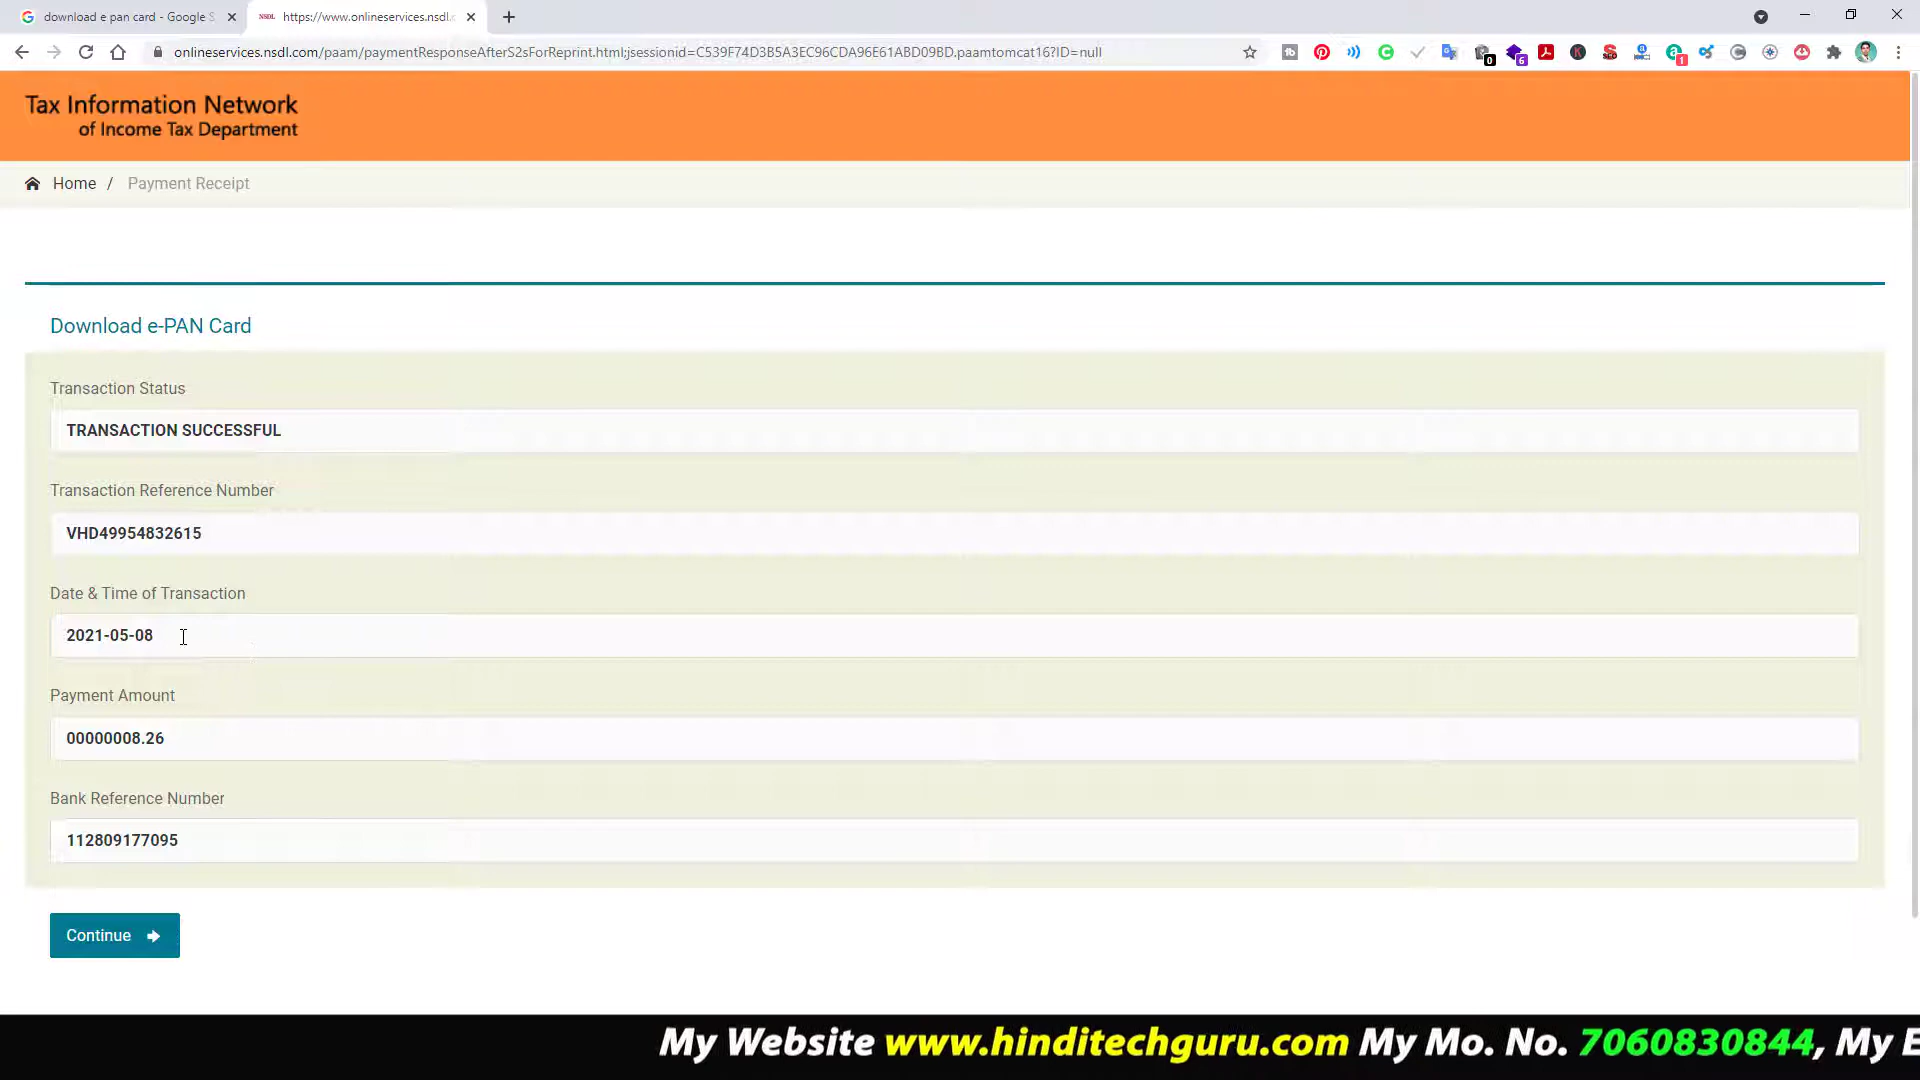 download e pan card - Google S
https://www.onlineservices.nsdl.c
onlineservices.nsdl.com/paam/paymentResponseAfterS2sForReprint.html;jsessionid=C539F74D3B5A3EC96CDA96E61ABD09BD.paamtomcat16?ID=null
Tax Information Network
of Income Tax Department
Home / Payment Receipt
Download e-PAN Card
Transaction Status
TRANSACTION SUCCESSFUL
Transaction Reference Number
VHD49954832615
Date & Time of Transaction
2021-05-08
Payment Amount
00000008.26
Bank Reference Number
112809177095
Continue
My Website www.hinditechguru.com My Mo. No. 7060830844, My E